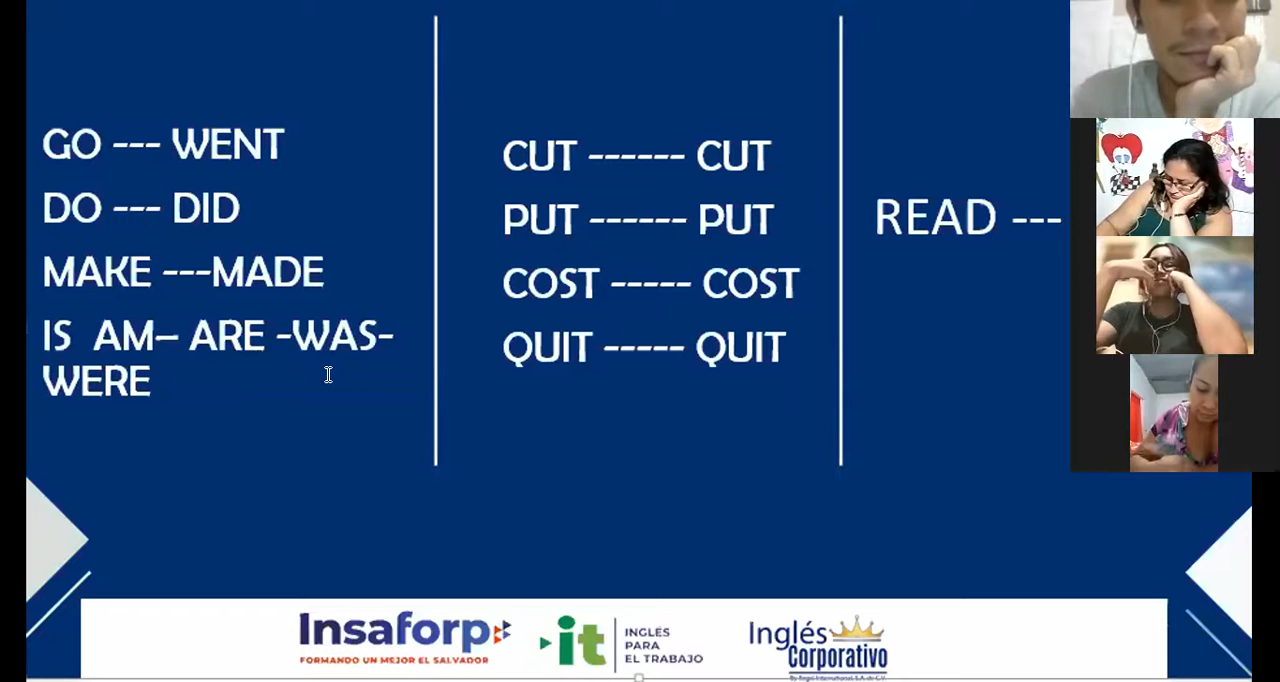 GO --- WENT
DO --- DID
MAKE ---MADE
IS  AM– ARE -WAS-
WERE
CUT ------ CUT
PUT ------ PUT
COST ----- COST
QUIT ----- QUIT
READ ---
Insaforp
FORMANDO UN MEJOR EL SALVADOR
it
INGLÉS
PARA
EL TRABAJO
Inglés
Corporativo